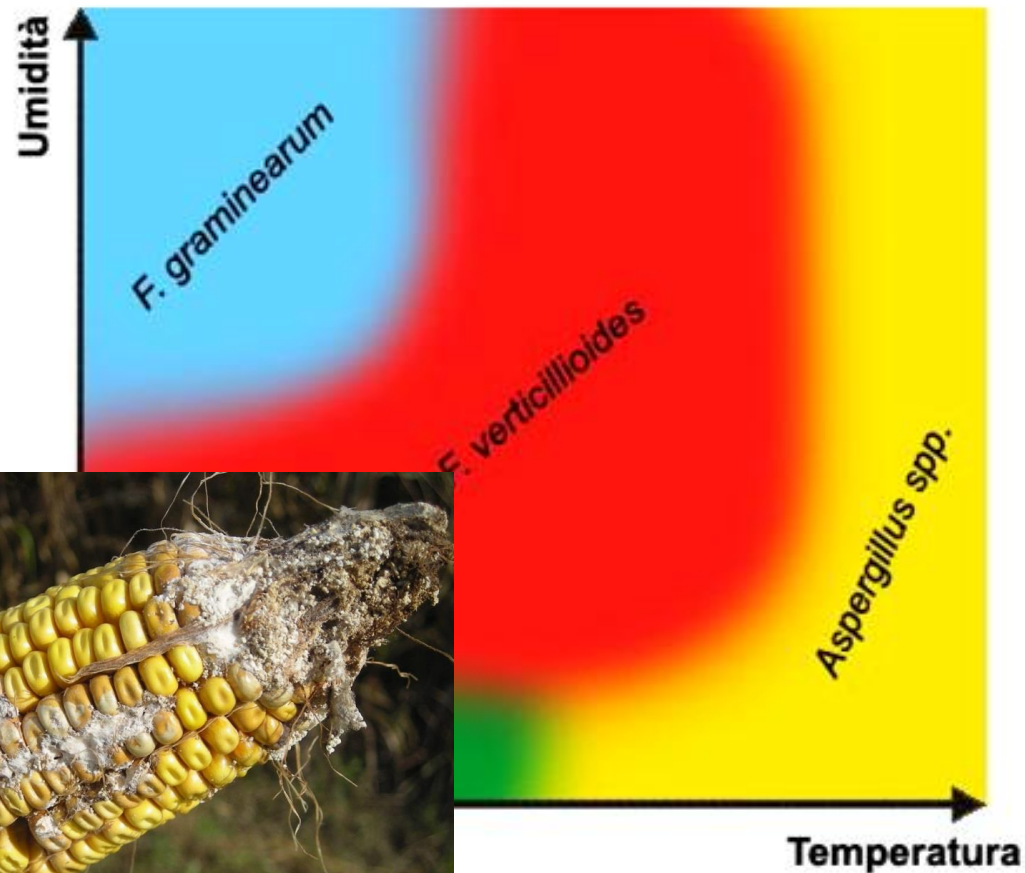 Umidità
F. graminearum
F. verticillioides
Aspergillus spp.
Temperatura